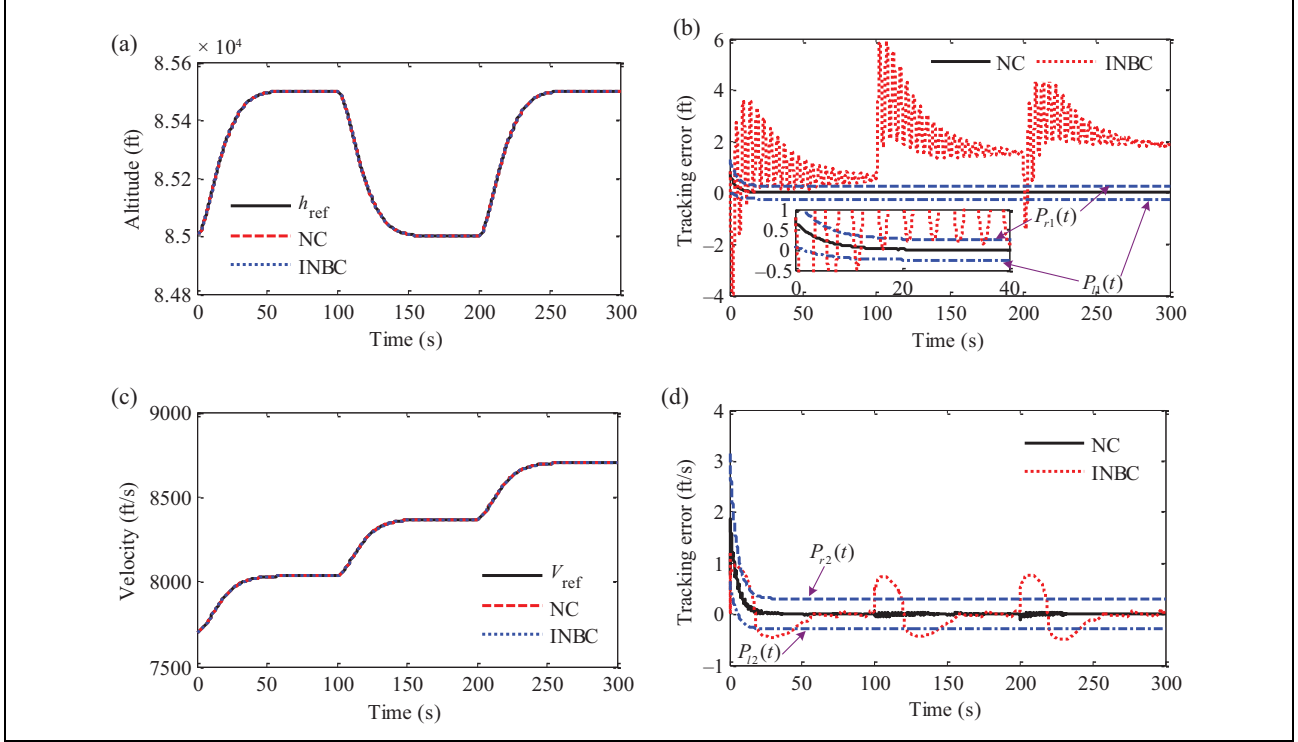 (a)
× 10⁴
8.56
8.54
8.52
8.50
8.48
Altitude (ft)
h_ref
NC
INBC
0 50 100 150 200 250 300
Time (s)
(b)
6
4
2
0
−2
−4
Tracking error (ft)
NC INBC
P_r1(t)
P_l1(t)
1
0.5
0
−0.5
0 20 40
0 50 100 150 200 250 300
Time (s)
(c)
9000
8500
8000
7500
Velocity (ft/s)
V_ref
NC
INBC
0 50 100 150 200 250 300
Time (s)
(d)
4
3
2
1
0
−1
Tracking error (ft/s)
NC
INBC
P_r2(t)
P_l2(t)
0 50 100 150 200 250 300
Time (s)